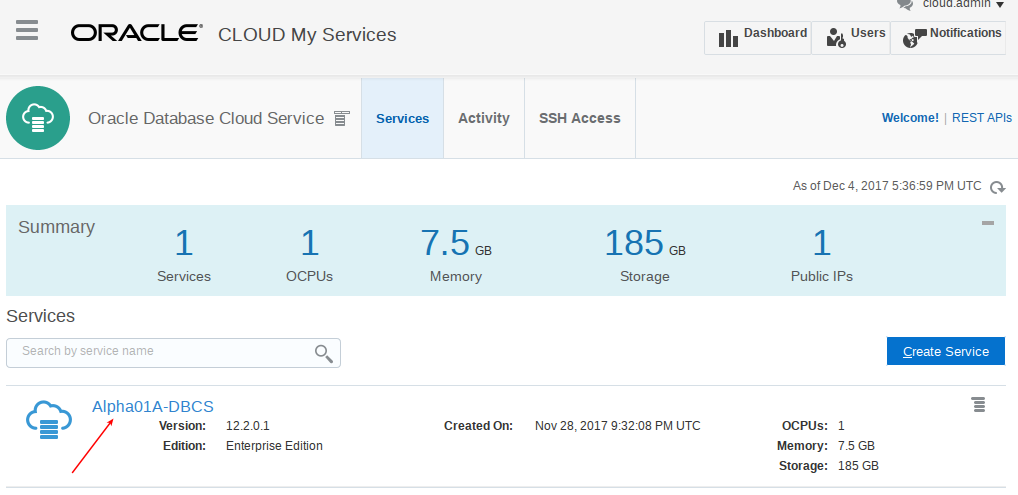 cloud.admin
ORACLE CLOUD My Services
Dashboard Users Notifications
Oracle Database Cloud Service Services Activity SSH Access Welcome! | REST APIs
As of Dec 4, 2017 5:36:59 PM UTC
Summary
1 1 7.5 GB 185 GB 1
Services OCPUs Memory Storage Public IPs
Services
Search by service name Create Service
Alpha01A-DBCS
Version: 12.2.0.1 Created On: Nov 28, 2017 9:32:08 PM UTC OCPUs: 1
Edition: Enterprise Edition Memory: 7.5 GB
Storage: 185 GB